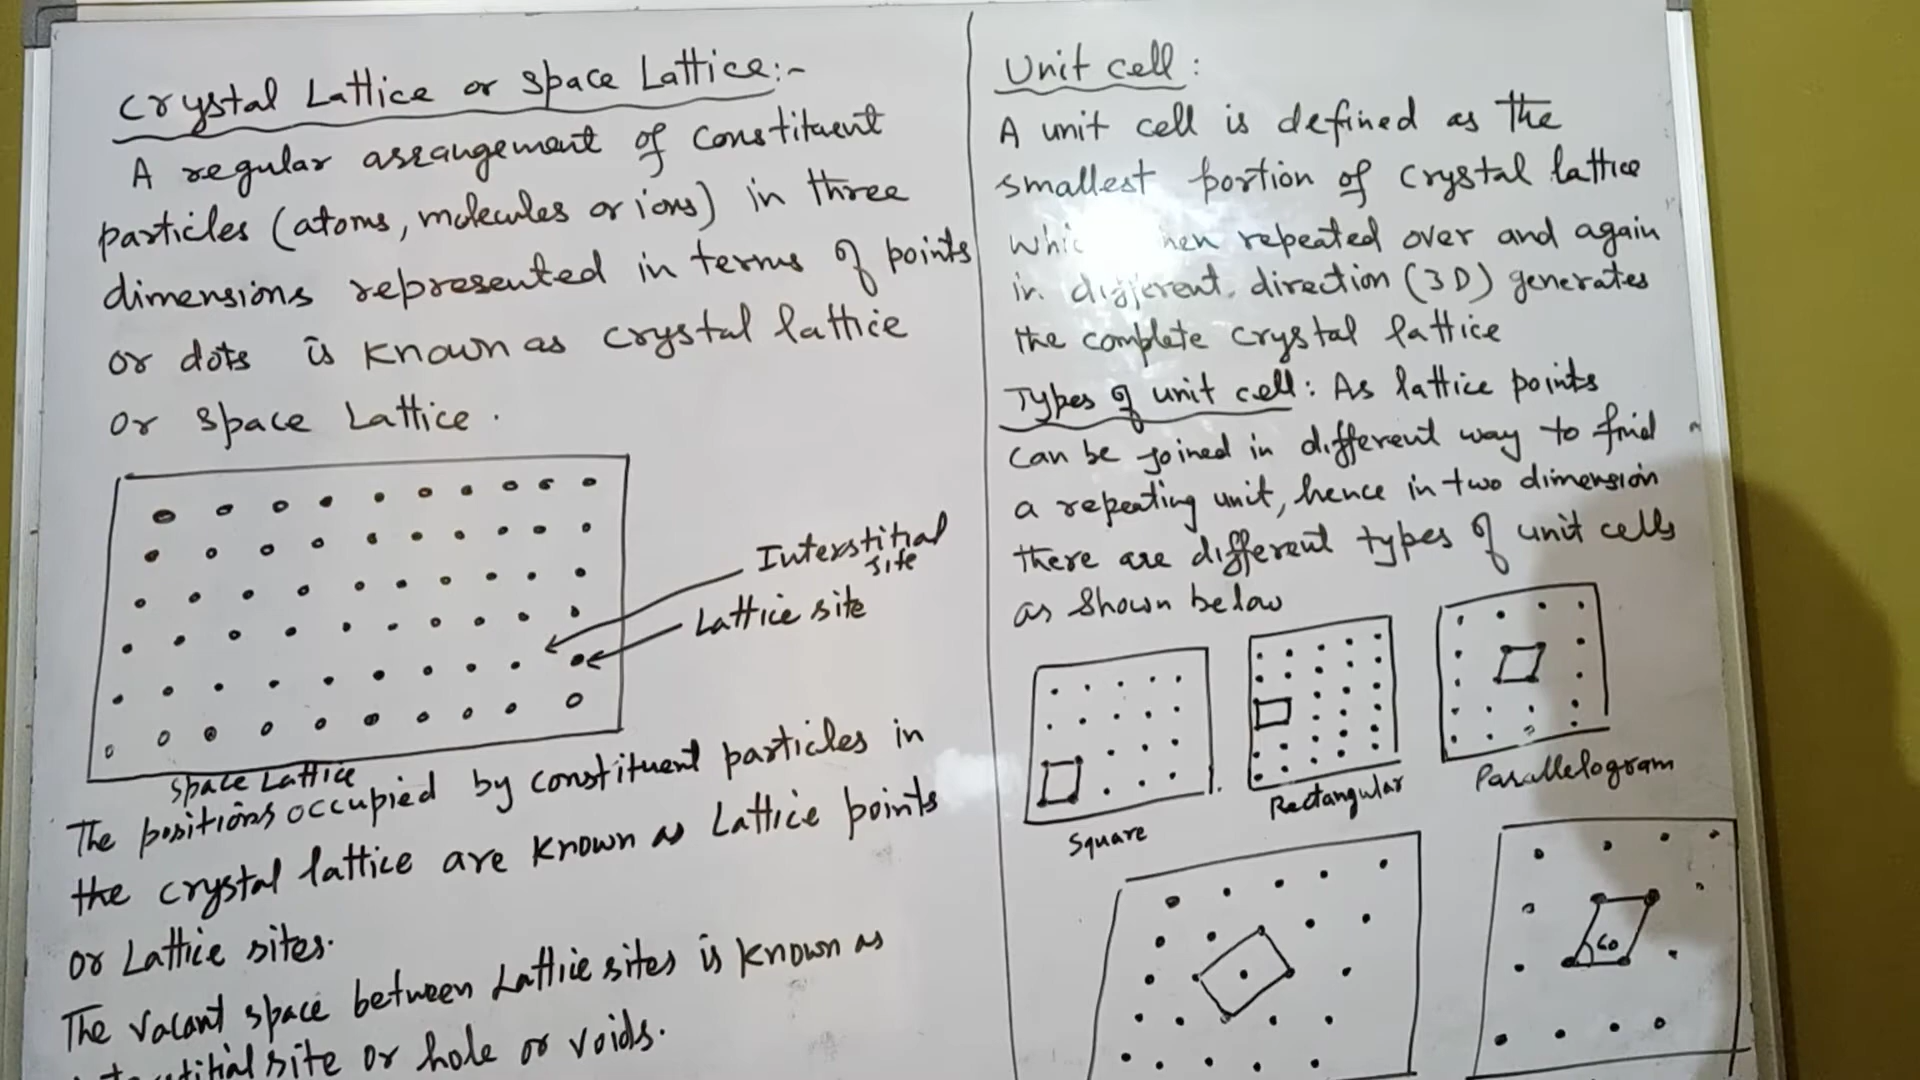 Crystal Lattice or Space Lattice:-
A regular arrangement of constituent
particles (atoms, molecules or ions) in three
dimensions represented in terms of points
or dots is known as crystal lattice
or space Lattice.
Interstitial
site
Lattice site
Space Lattice
The positions occupied by constituent particles in
the crystal lattice are known as Lattice points
or Lattice sites.
The vacant space between Lattice sites is known as
site or hole or voids.
Unit cell:
A unit cell is defined as the
smallest portion of crystal lattice
repeated over and again
in different direction (3D) generates
the complete crystal lattice
Types of unit cell: As lattice points
can be joined in different way to find
a repeating unit, hence in two dimension
there are different types of unit cells
as shown below
Square
Rectangular
Parallelogram
60